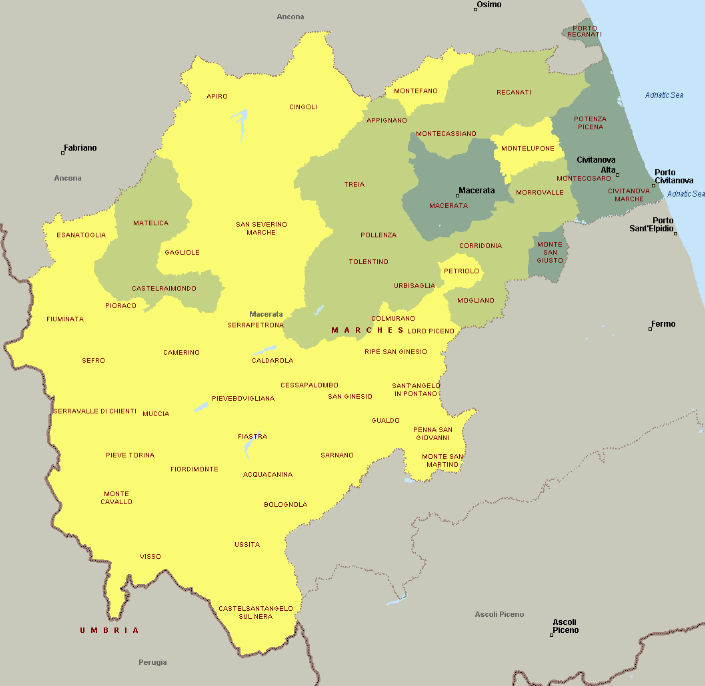 Osimo
Ancona
PORTO
RECANATI
MONTEFANO
RECANATI
Adriatic Sea
APIRO
CINGOLI
APPIGNANO
POTENZA
PICENA
MONTECASSIANO
Fabriano
MONTELUPONE
Civitanova
Alta
Ancona
MONTECOSARO
Porto
Civitanova
TREIA
Macerata
MACERATA
MORROVALLE
CIVITANOVA
MARCHE
Adriatic Sea
MATELICA
SAN SEVERINO
MARCHE
Porto
Sant'Elpidio
ESANATOGLIA
POLLENZA
CORRIDONIA
MONTE
SAN
GIUSTO
GAGLIOLE
TOLENTINO
PETRIOLO
CASTELRAIMONDO
URBISAGLIA
MOGLIANO
PIORACO
FIUMINATA
Macerata
COLMURANO
SERRAPETRONA
MARCHES
LORO PICENO
Fermo
SEFRO
CAMERINO
CALDAROLA
RIPE SAN GINESIO
CESSAPALOMBO
SANT'ANGELO
IN PONTANO
PIEVEBOVIGLIANA
SAN GINESIO
SERRAVALLE DI CHIENTI
MUCCIA
GUALDO
FIASTRA
PENNA SAN
GIOVANNI
PIEVE TORINA
FIORDIMONTE
SARNANO
MONTE SAN
MARTINO
ACQUACANINA
MONTE
CAVALLO
BOLOGNOLA
USSITA
VISSO
CASTELSANTANGELO
SUL NERA
Ascoli Piceno
UMBRIA
Ascoli
Piceno
Perugia